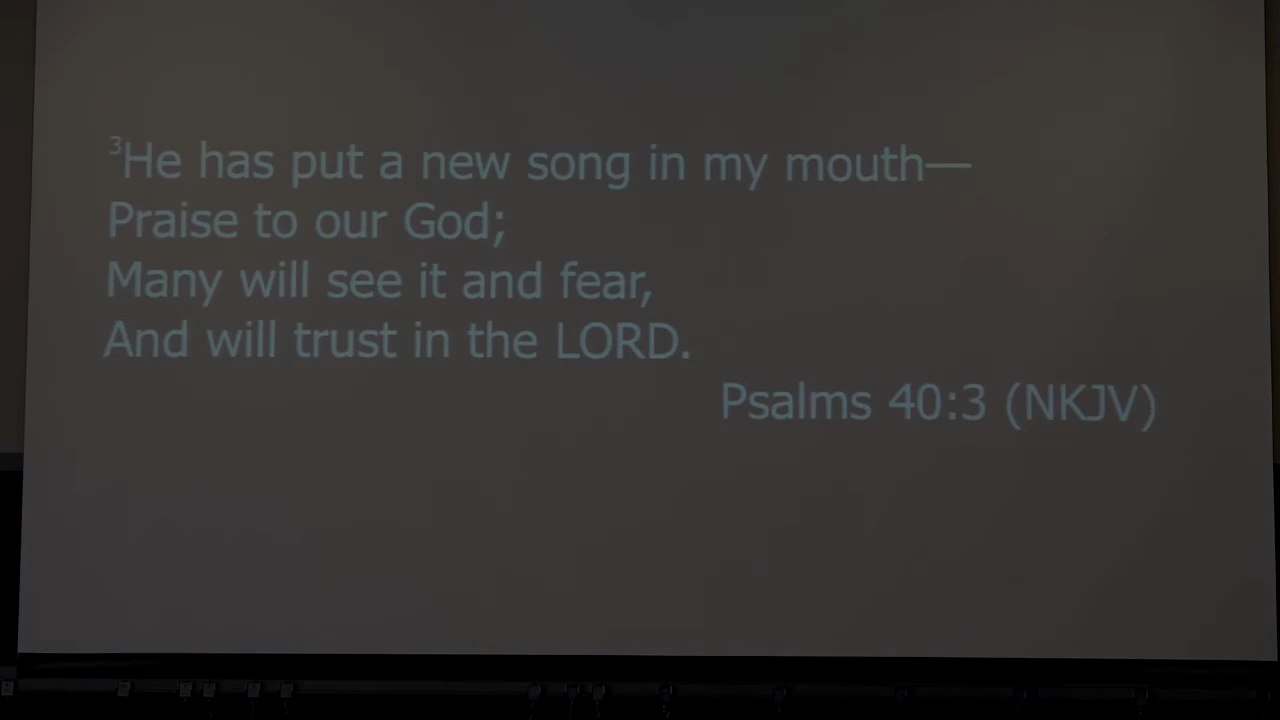 ³He has put a new song in my mouth—
Praise to our God;
Many will see it and fear,
And will trust in the LORD.
Psalms 40:3 (NKJV)